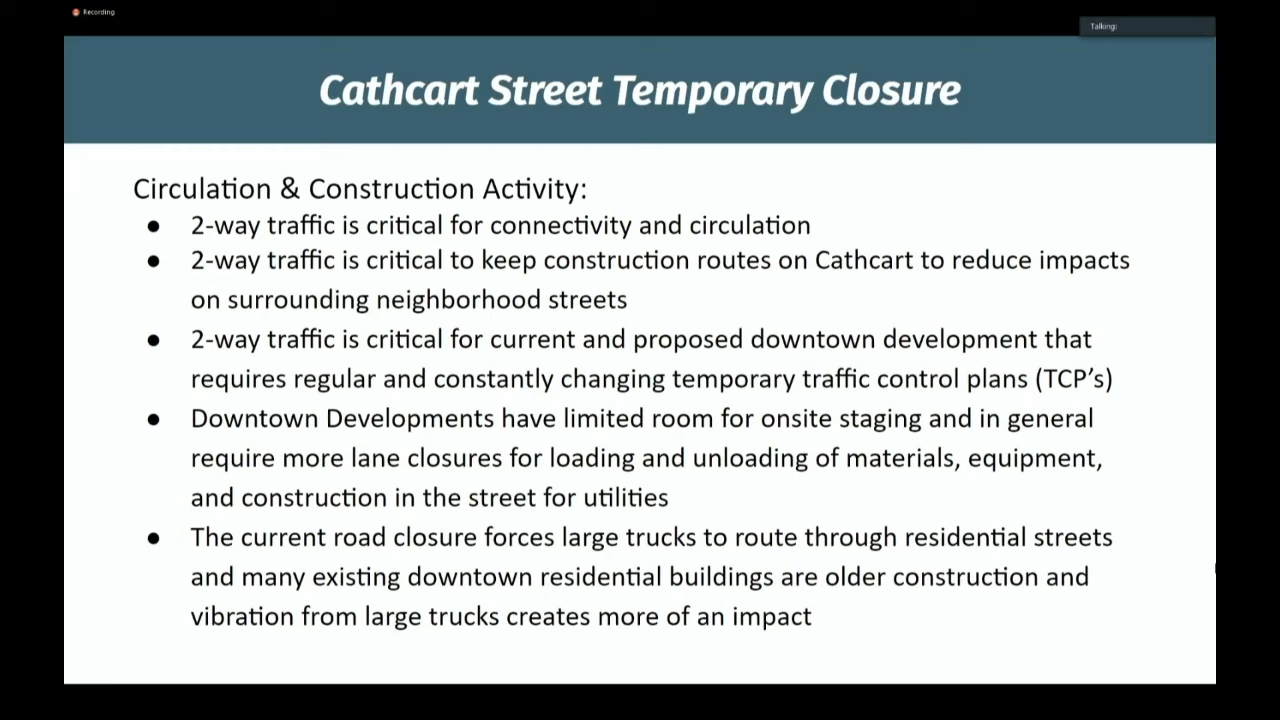 Recording
Talking:
Cathcart Street Temporary Closure
Circulation & Construction Activity:
● 2-way traffic is critical for connectivity and circulation
● 2-way traffic is critical to keep construction routes on Cathcart to reduce impacts
on surrounding neighborhood streets
● 2-way traffic is critical for current and proposed downtown development that
requires regular and constantly changing temporary traffic control plans (TCP’s)
● Downtown Developments have limited room for onsite staging and in general
require more lane closures for loading and unloading of materials, equipment,
and construction in the street for utilities
● The current road closure forces large trucks to route through residential streets
and many existing downtown residential buildings are older construction and
vibration from large trucks creates more of an impact